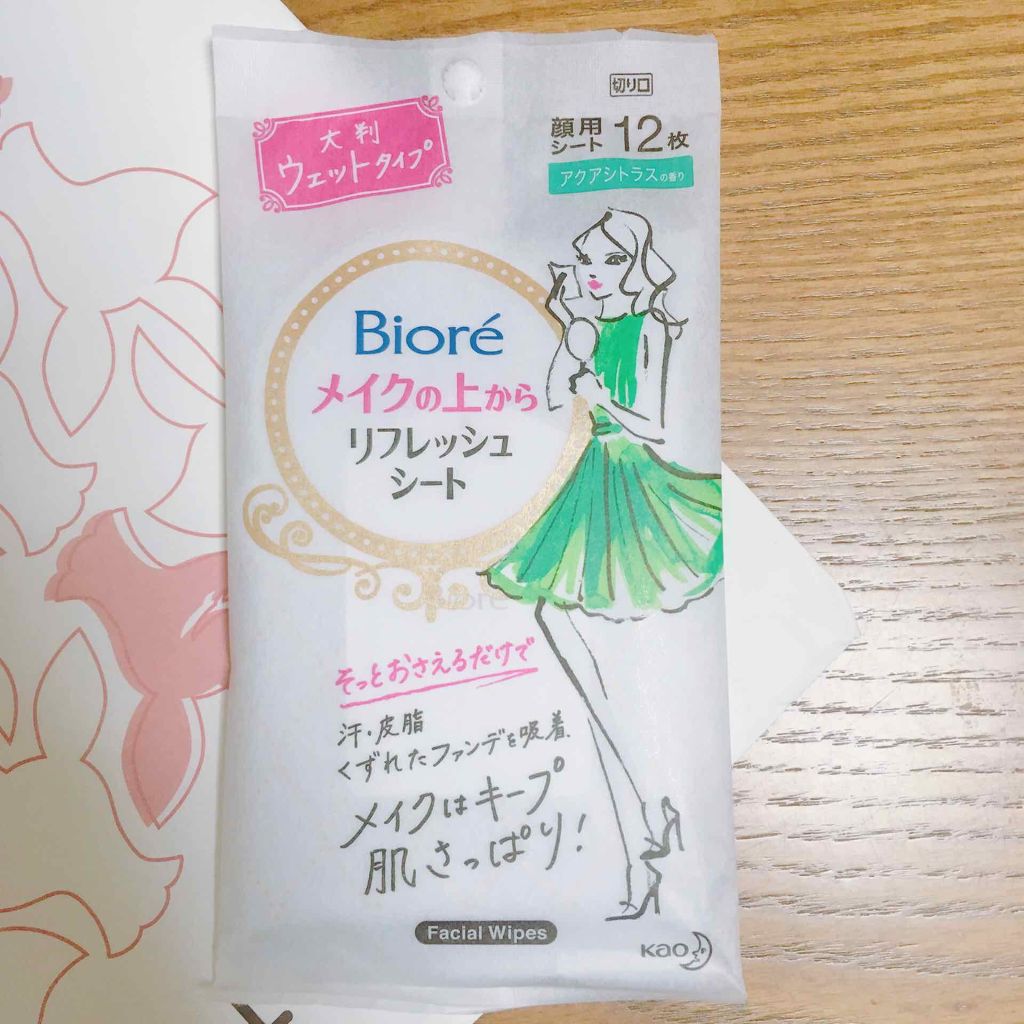 切り口
大判
ウェットタイプ
顔用
シート 12枚
アクアシトラスの香り
Bioré
メイクの上から
リフレッシュ
シート
Bioré
そっとおさえるだけで
汗・皮脂
くずれたファンデを吸着
メイクはキープ
肌さっぱり!
Facial Wipes
Kao